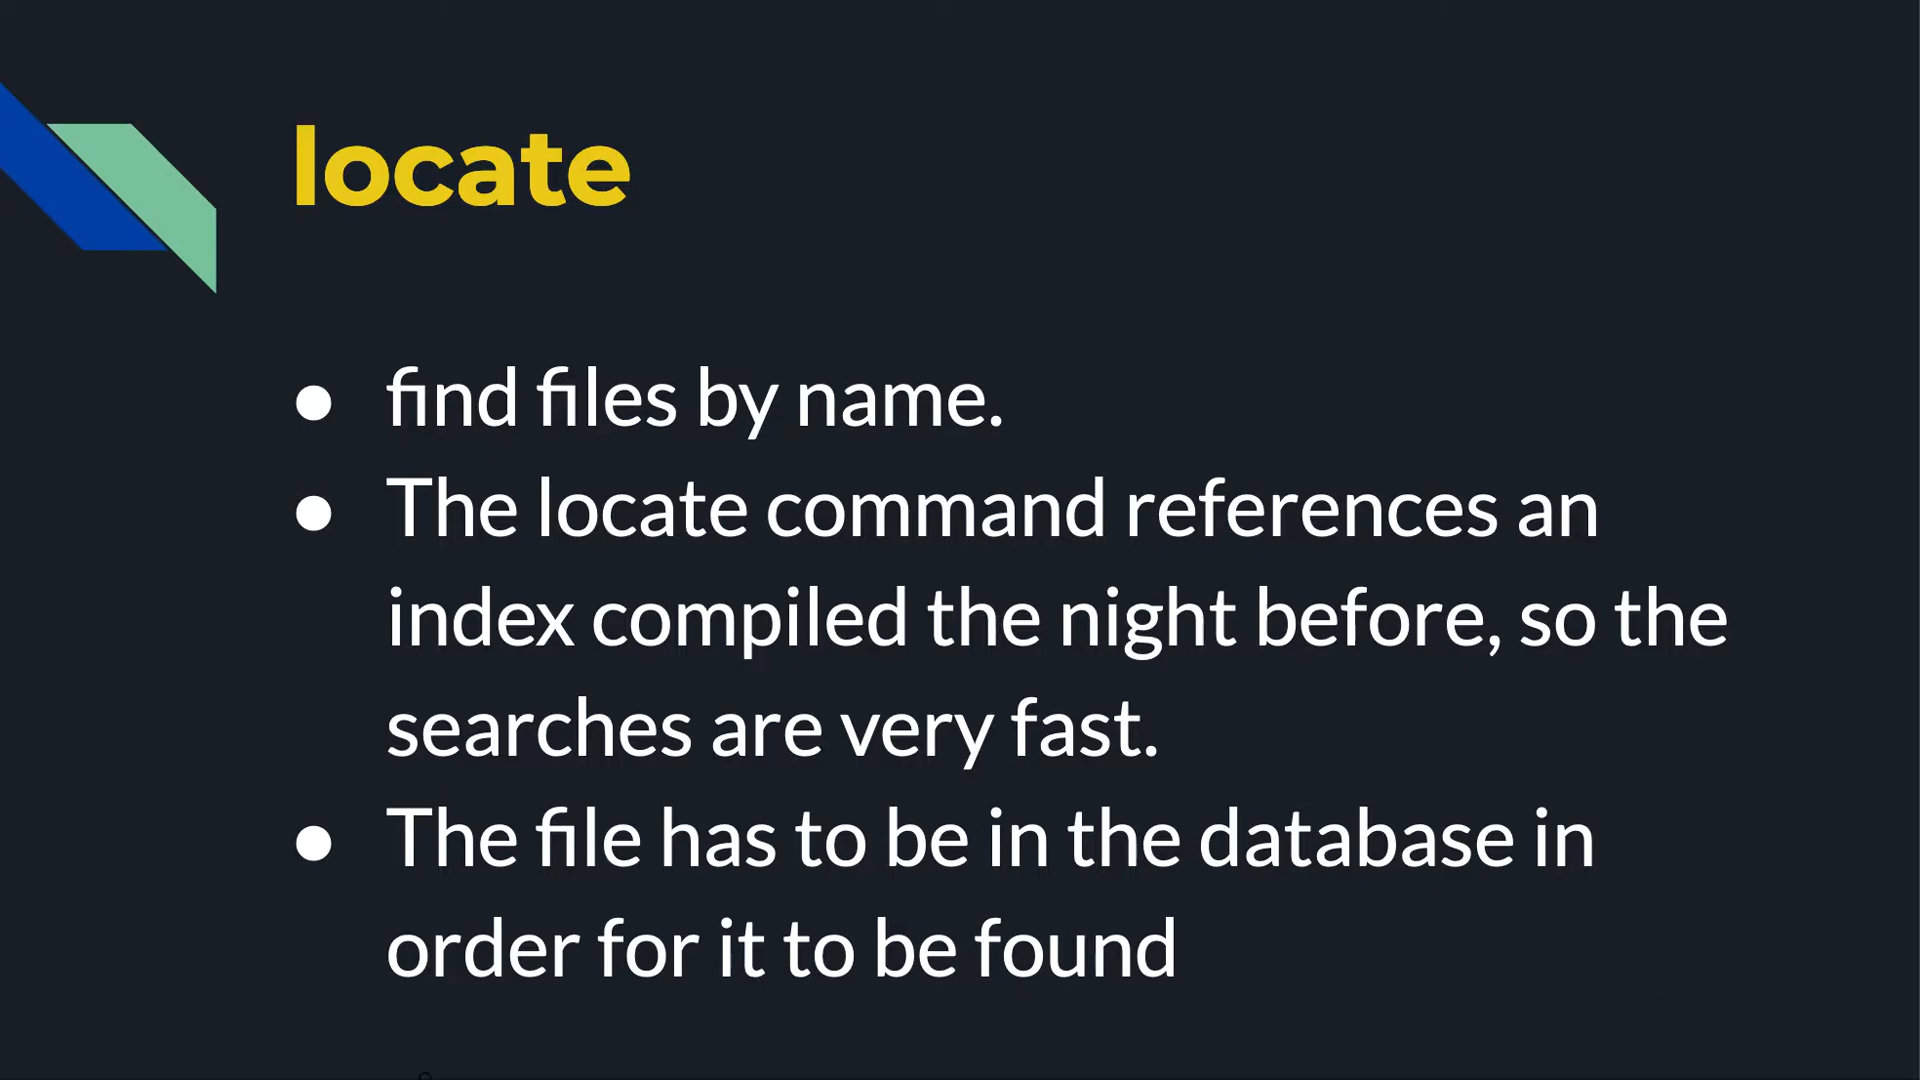 locate
● find files by name.
● The locate command references an
index compiled the night before, so the
searches are very fast.
● The file has to be in the database in
order for it to be found